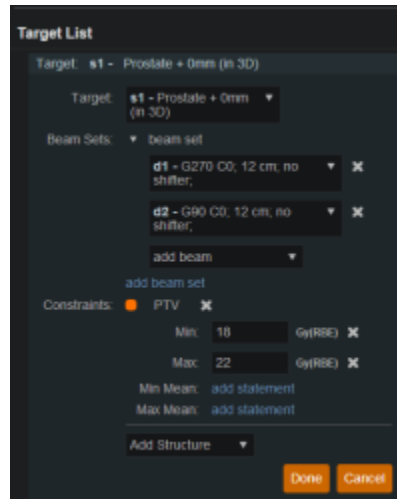 Target List
Target: s1 - Prostate + 0mm (in 3D)
Target: s1 - Prostate + 0mm
(in 3D)
Beam Sets: beam set
d1 - G270 C0; 12 cm; no
shifter;
d2 - G90 C0; 12 cm; no
shifter;
add beam
add beam set
Constraints: PTV
Min: 18 Gy(RBE)
Max: 22 Gy(RBE)
Min Mean: add statement
Max Mean: add statement
Add Structure
Done Cancel